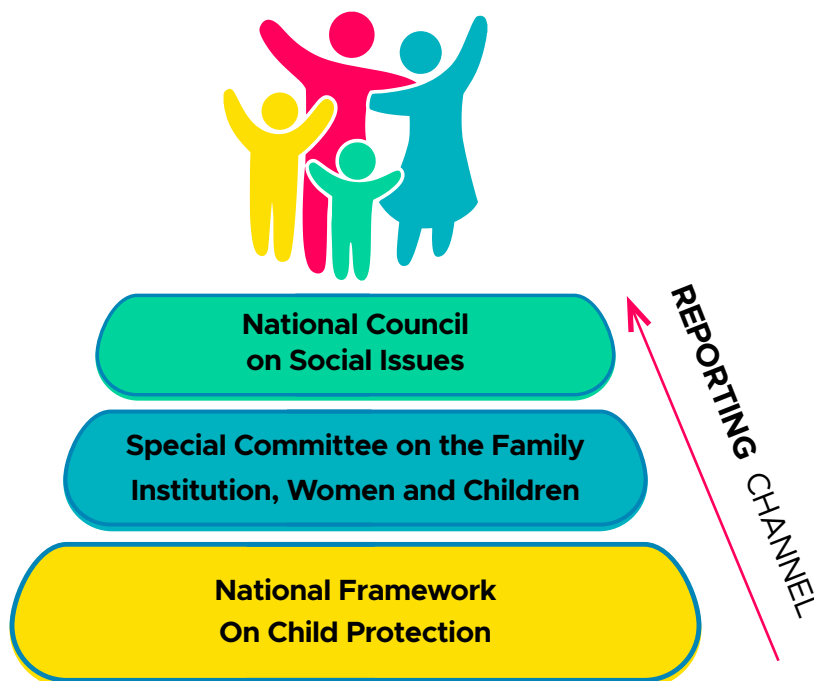 National Council
on Social Issues
Special Committee on the Family
Institution, Women and Children
National Framework
On Child Protection
REPORTING CHANNEL